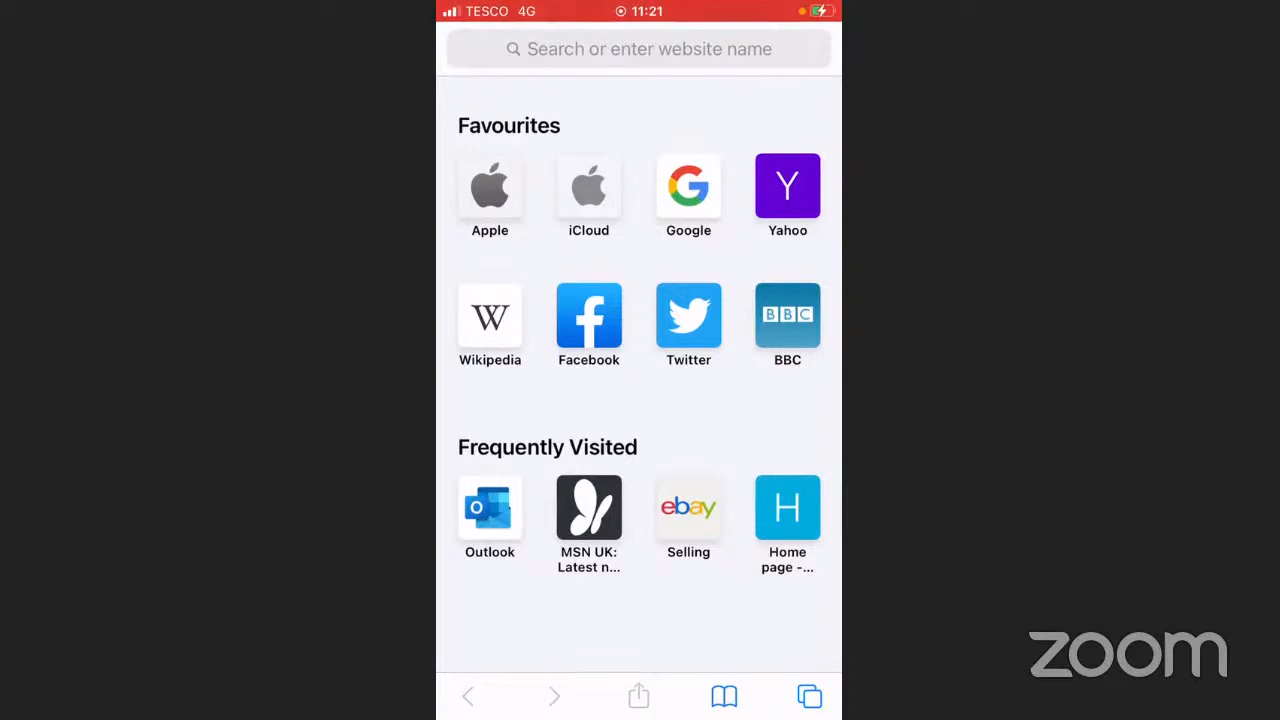 TESCO 4G 11:21
Search or enter website name
Favourites
Apple iCloud Google Yahoo
Y
W f BBC
Wikipedia Facebook Twitter BBC
Frequently Visited
O ebay H
Outlook MSN UK: Latest n... Selling Home page -...
zoom